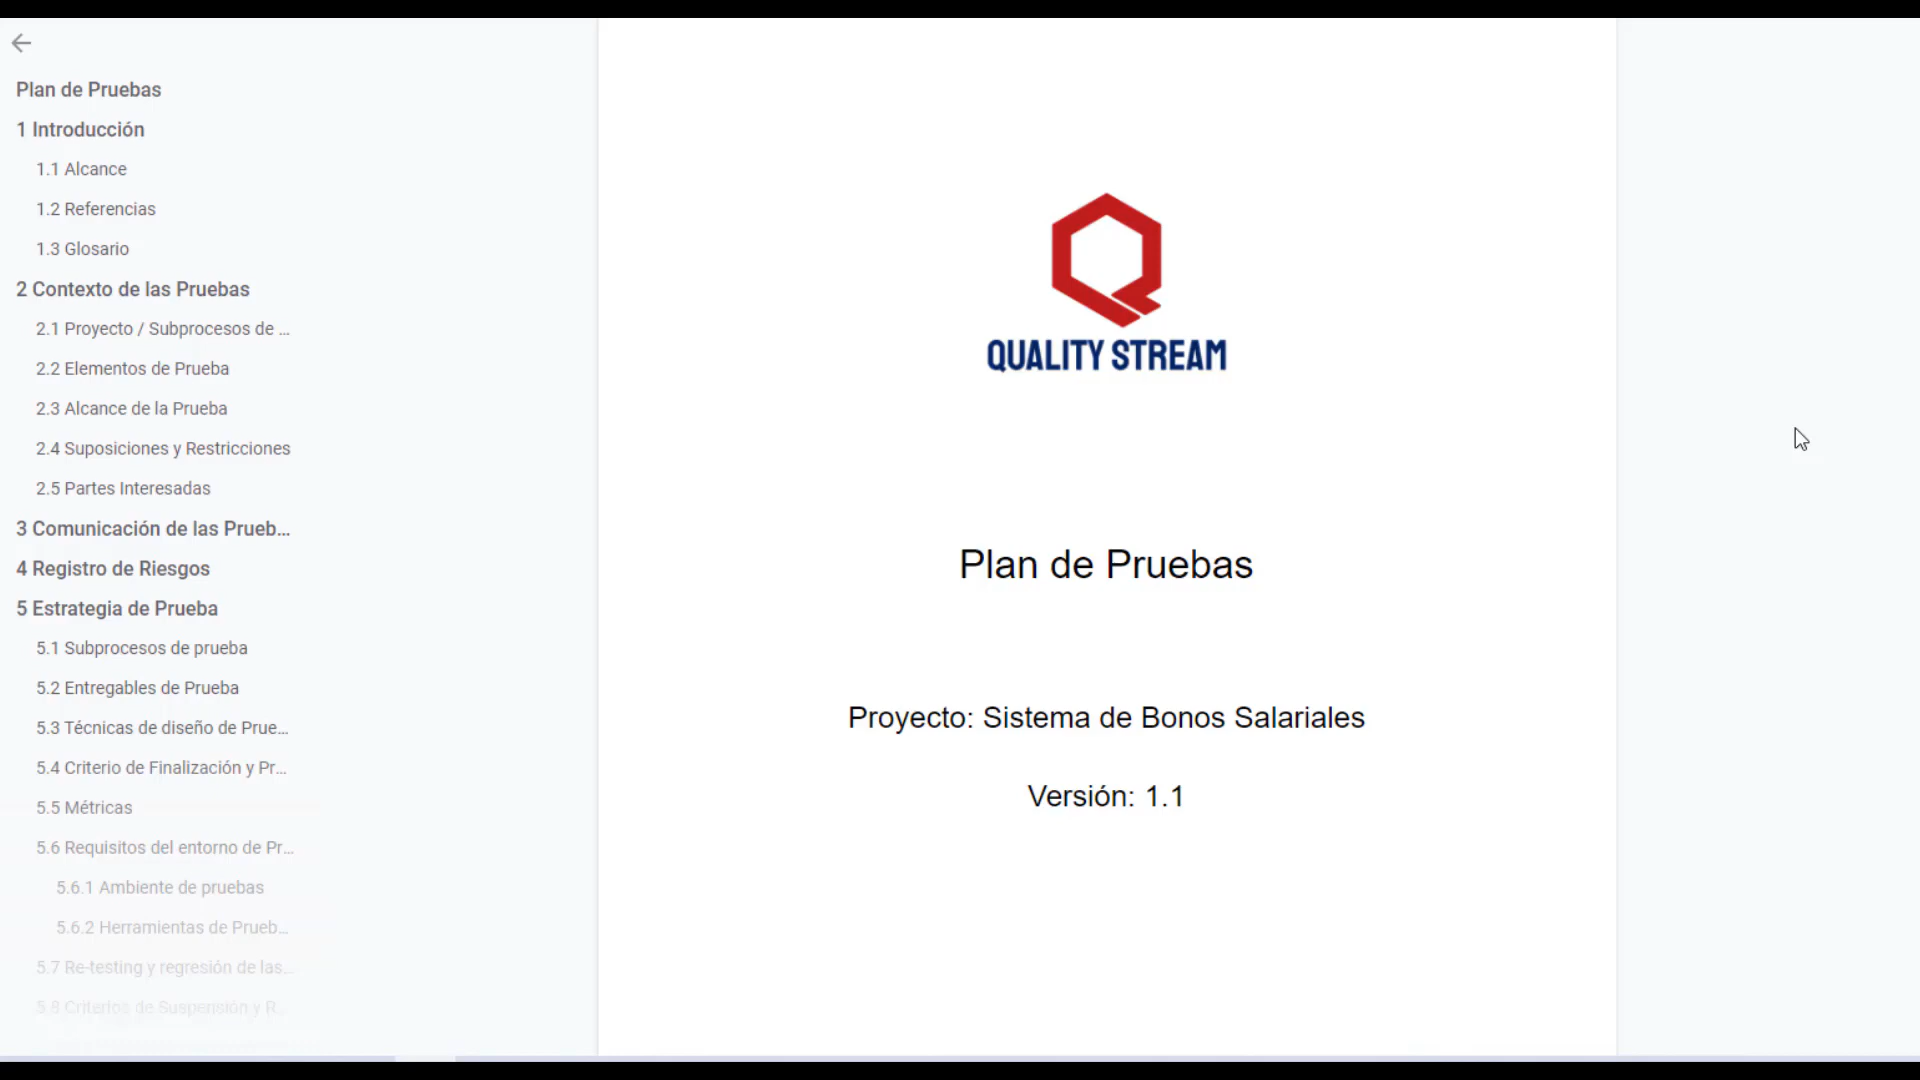 Plan de Pruebas
1 Introducción
1.1 Alcance
1.2 Referencias
1.3 Glosario
2 Contexto de las Pruebas
2.1 Proyecto / Subprocesos de ...
2.2 Elementos de Prueba
2.3 Alcance de la Prueba
2.4 Suposiciones y Restricciones
2.5 Partes Interesadas
3 Comunicación de las Prueb...
4 Registro de Riesgos
5 Estrategia de Prueba
5.1 Subprocesos de prueba
5.2 Entregables de Prueba
5.3 Técnicas de diseño de Prue...
5.4 Criterio de Finalización y Pr...
5.5 Métricas
5.6 Requisitos del entorno de Pr...
5.6.1 Ambiente de pruebas
5.6.2 Herramientas de Prueb...
5.7 Re-testing y regresión de las...
5.8 Criterios de Suspensión y R...
QUALITY STREAM
Plan de Pruebas
Proyecto: Sistema de Bonos Salariales
Versión: 1.1